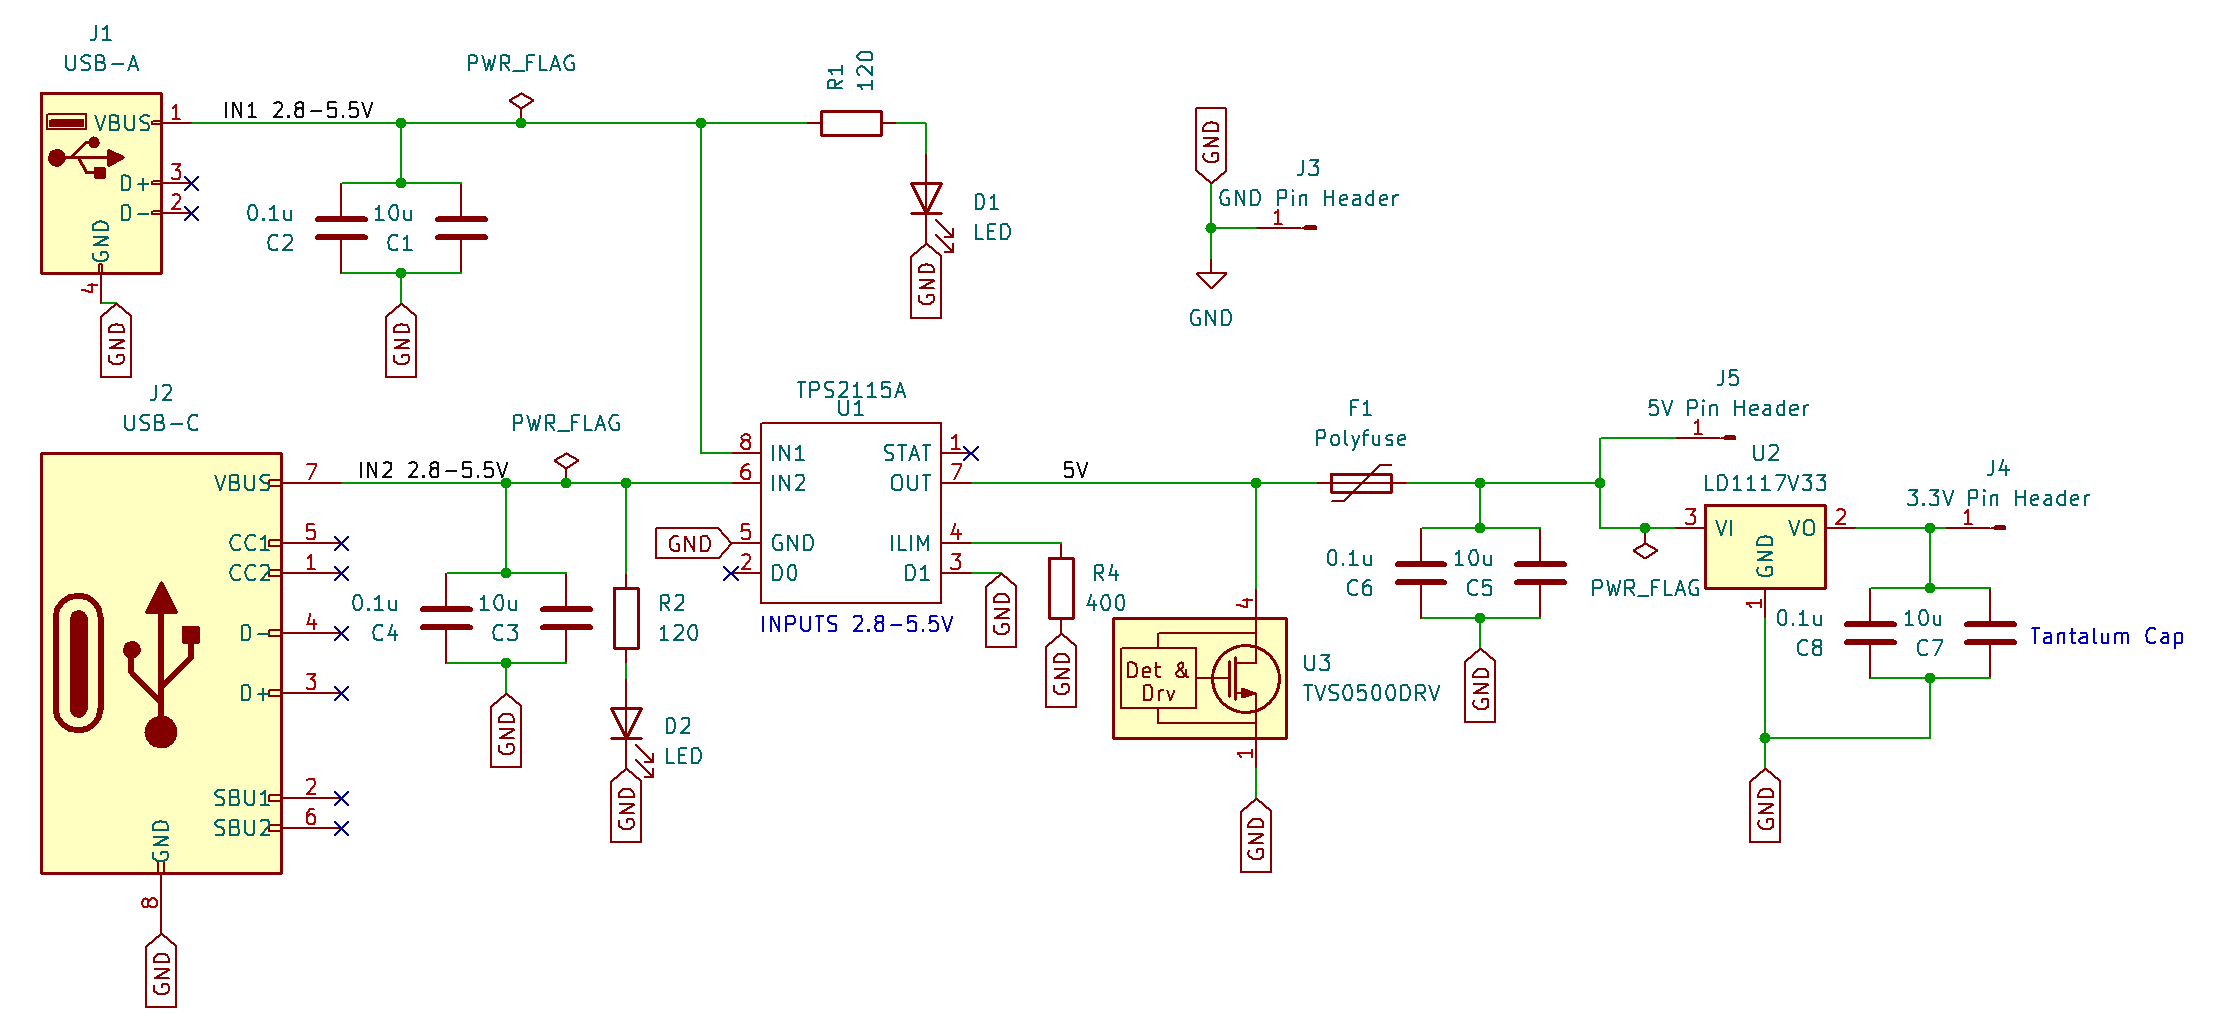 J1
USB-A
VBUS
1
D+
3
D-
2
GND
4
GND
IN1 2.8-5.5V
PWR_FLAG
0.1u
C2
10u
C1
GND
R1
120
D1
LED
GND
GND
J3
GND Pin Header
1
GND
J2
USB-C
VBUS
7
CC1
5
CC2
1
D-
4
D+
3
SBU1
2
SBU2
6
GND
8
GND
IN2 2.8-5.5V
PWR_FLAG
0.1u
C4
10u
C3
GND
R2
120
D2
LED
GND
TPS2115A
U1
8
IN1
6
IN2
5
GND
2
D0
GND
STAT
1
OUT
7
ILIM
4
D1
3
INPUTS 2.8-5.5V
GND
R4
400
GND
5V
4
Det &
Drv
1
U3
TVS0500DRV
GND
F1
Polyfuse
0.1u
C6
10u
C5
GND
J5
5V Pin Header
1
PWR_FLAG
U2
LD1117V33
3
VI
GND
VO
2
1
J4
3.3V Pin Header
1
0.1u
C8
10u
C7
Tantalum Cap
GND